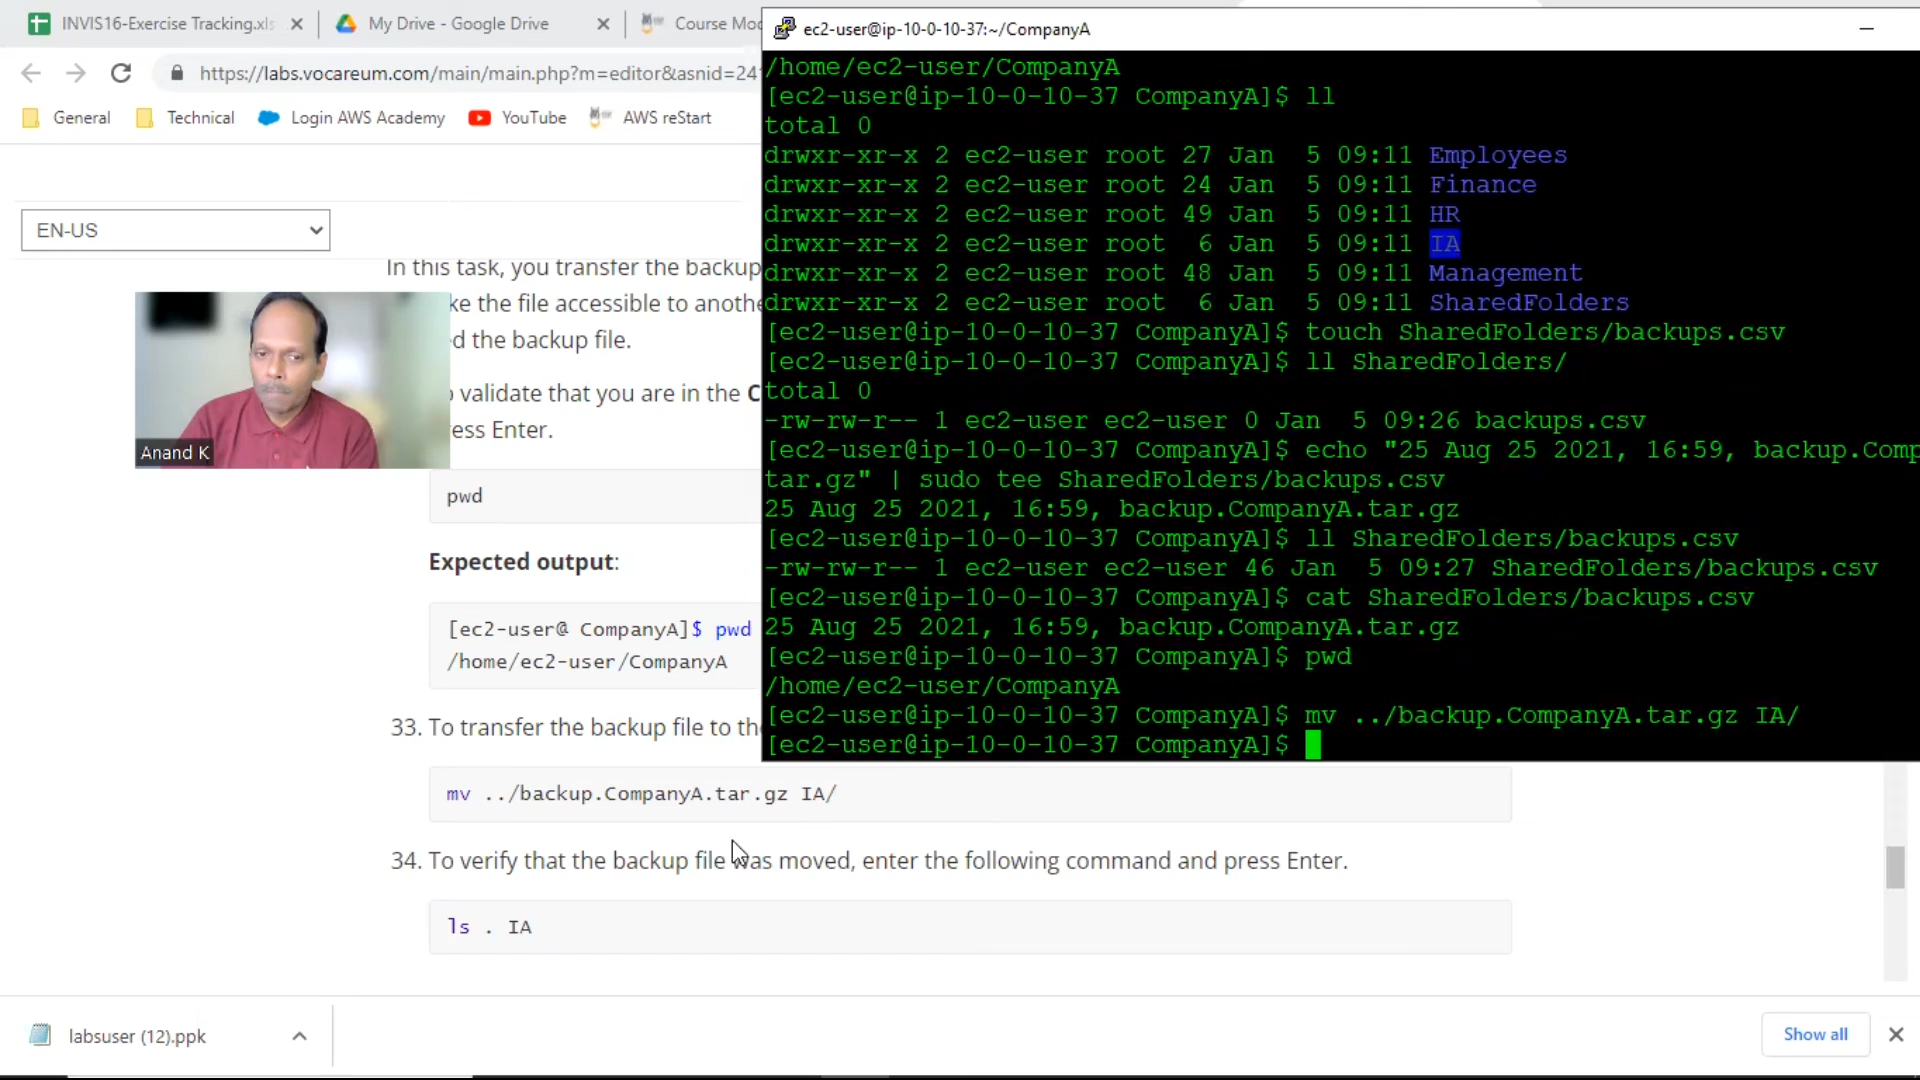 INVIS16-Exercise Tracking.xls
My Drive - Google Drive
Course Mo
https://labs.vocareum.com/main/main.php?m=editor&asnid=24
General
Technical
Login AWS Academy
YouTube
AWS reStart
EN-US
In this task, you transfer the backup
ke the file accessible to anothe
d the backup file.
validate that you are in the C
ess Enter.
Anand K
pwd
Expected output:
[ec2-user@ CompanyA]$ pwd
/home/ec2-user/CompanyA
33. To transfer the backup file to the
mv ../backup.CompanyA.tar.gz IA/
34. To verify that the backup file was moved, enter the following command and press Enter.
ls . IA
labsuser (12).ppk
Show all
ec2-user@ip-10-0-10-37:~/CompanyA
/home/ec2-user/CompanyA
[ec2-user@ip-10-0-10-37 CompanyA]$ ll
total 0
drwxr-xr-x 2 ec2-user root 27 Jan  5 09:11 Employees
drwxr-xr-x 2 ec2-user root 24 Jan  5 09:11 Finance
drwxr-xr-x 2 ec2-user root 49 Jan  5 09:11 HR
drwxr-xr-x 2 ec2-user root  6 Jan  5 09:11 IA
drwxr-xr-x 2 ec2-user root 48 Jan  5 09:11 Management
drwxr-xr-x 2 ec2-user root  6 Jan  5 09:11 SharedFolders
[ec2-user@ip-10-0-10-37 CompanyA]$ touch SharedFolders/backups.csv
[ec2-user@ip-10-0-10-37 CompanyA]$ ll SharedFolders/
total 0
-rw-rw-r-- 1 ec2-user ec2-user 0 Jan  5 09:26 backups.csv
[ec2-user@ip-10-0-10-37 CompanyA]$ echo "25 Aug 25 2021, 16:59, backup.Comp
tar.gz" | sudo tee SharedFolders/backups.csv
25 Aug 25 2021, 16:59, backup.CompanyA.tar.gz
[ec2-user@ip-10-0-10-37 CompanyA]$ ll SharedFolders/backups.csv
-rw-rw-r-- 1 ec2-user ec2-user 46 Jan  5 09:27 SharedFolders/backups.csv
[ec2-user@ip-10-0-10-37 CompanyA]$ cat SharedFolders/backups.csv
25 Aug 25 2021, 16:59, backup.CompanyA.tar.gz
[ec2-user@ip-10-0-10-37 CompanyA]$ pwd
/home/ec2-user/CompanyA
[ec2-user@ip-10-0-10-37 CompanyA]$ mv ../backup.CompanyA.tar.gz IA/
[ec2-user@ip-10-0-10-37 CompanyA]$